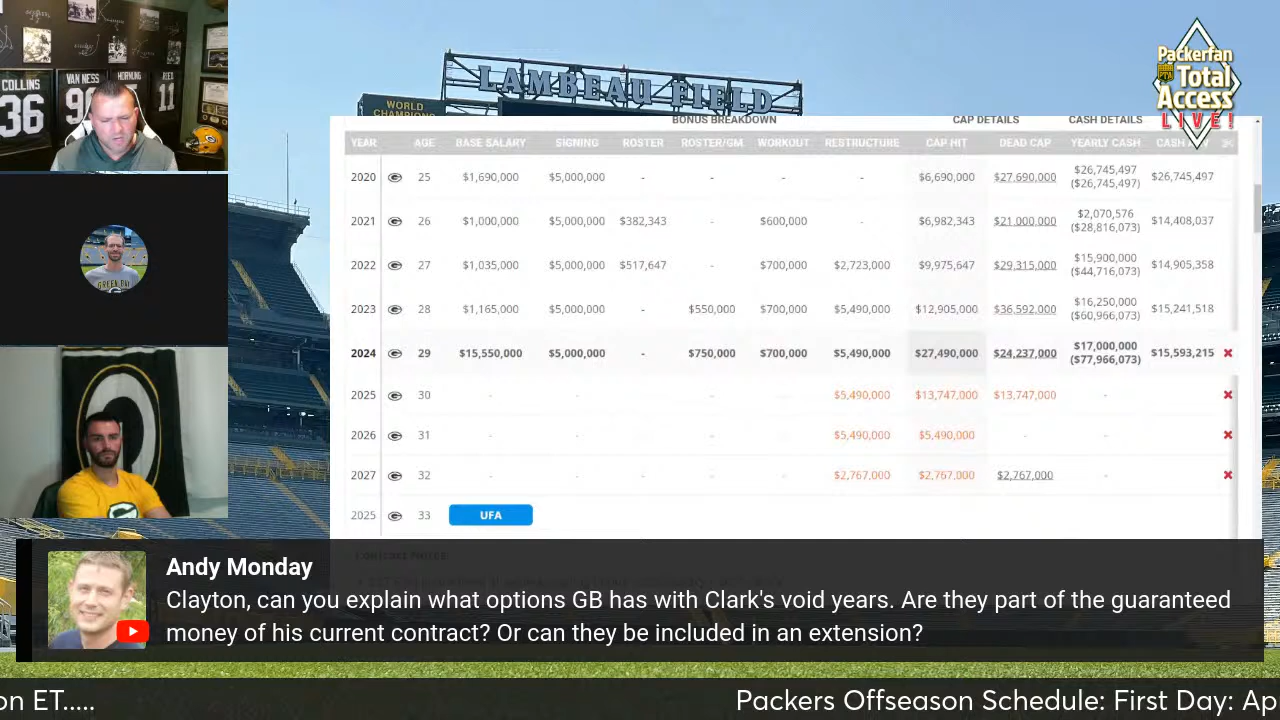 COLLINS
36
VAN NESS
HORNUNG
REED
11
WORLD
CHAMPIONS
LAMBEAU FIELD
Packerfan
Total
Access
LIVE!
BONUS BREAKDOWN CAP DETAILS CASH DETAILS
YEAR AGE BASE SALARY SIGNING ROSTER ROSTER/GM WORKOUT RESTRUCTURE CAP HIT DEAD CAP YEARLY CASH
2020 25 $1,690,000 $5,000,000 - - - - $6,690,000 $27,690,000 $26,745,497 ($26,745,497) $26,745,497
2021 26 $1,000,000 $5,000,000 $382,343 - $600,000 - $6,982,343 $21,000,000 $2,070,576 ($28,816,073) $14,408,037
2022 27 $1,035,000 $5,000,000 $517,647 - $700,000 $2,723,000 $9,975,647 $29,315,000 $15,900,000 ($44,716,073) $14,905,358
2023 28 $1,165,000 $5,000,000 - $550,000 $700,000 $5,490,000 $12,905,000 $36,592,000 $16,250,000 ($60,966,073) $15,241,518
2024 29 $15,550,000 $5,000,000 - $750,000 $700,000 $5,490,000 $27,490,000 $24,237,000 $17,000,000 ($77,966,073) $15,593,215
2025 30 - - - - - $5,490,000 $13,747,000 $13,747,000 -
2026 31 - - - - - $5,490,000 $5,490,000 - -
2027 32 - - - - - $2,767,000 $2,767,000 $2,767,000 -
2025 33 UFA
GREEN BAY
Andy Monday
Clayton, can you explain what options GB has with Clark's void years. Are they part of the guaranteed
money of his current contract? Or can they be included in an extension?
on ET..... Packers Offseason Schedule: First Day: Ap